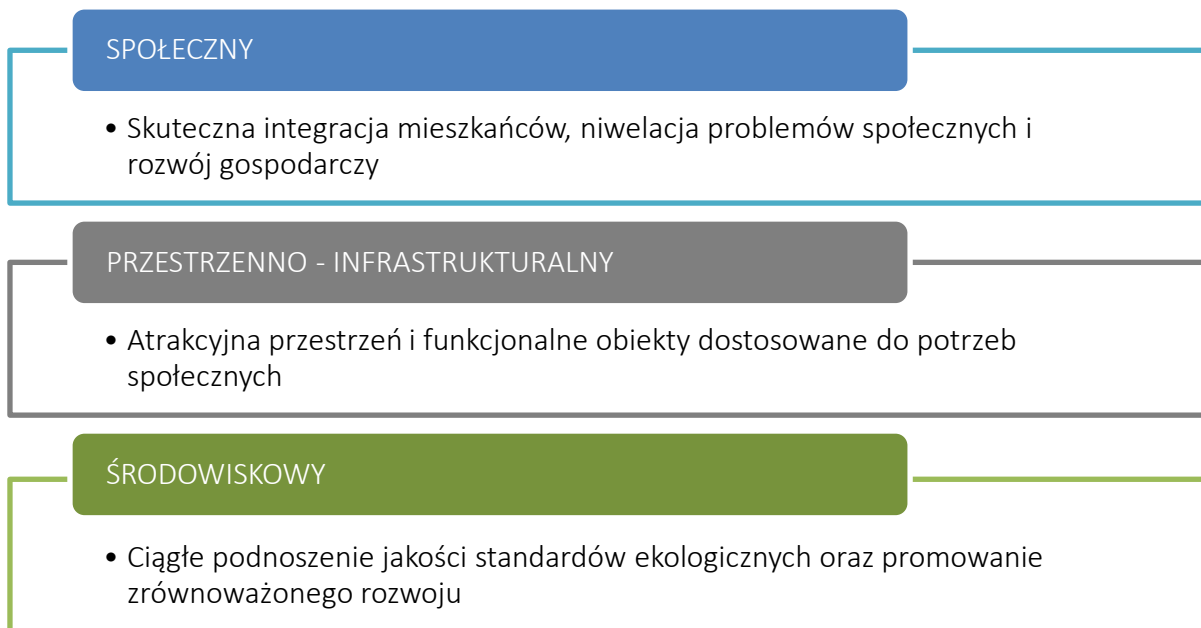 SPOŁECZNY
• Skuteczna integracja mieszkańców, niwelacja problemów społecznych i
rozwój gospodarczy
PRZESTRZENNO - INFRASTRUKTURALNY
• Atrakcyjna przestrzeń i funkcjonalne obiekty dostosowane do potrzeb
społecznych
ŚRODOWISKOWY
• Ciągłe podnoszenie jakości standardów ekologicznych oraz promowanie
zrównoważonego rozwoju